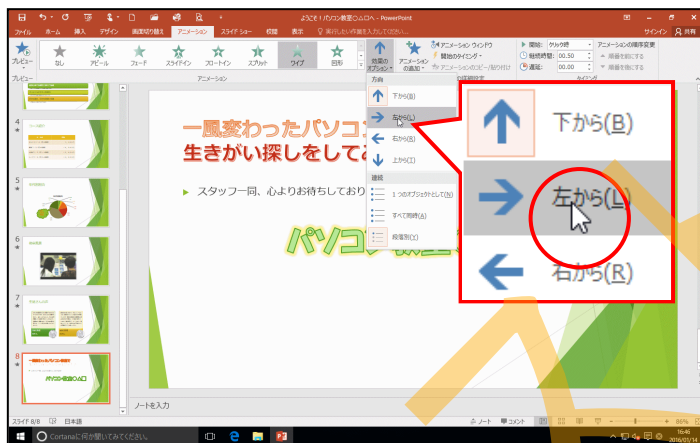 ようこそ！パソコン教室〇△口へ - PowerPoint
ファイル ホーム 挿入 デザイン 画面切り替え アニメーション スライド ショー 校閲 表示 実行したい作業を入力してください... サインイン 共有
プレビュー なし アピール フェード スライドイン フロートイン スプリット ワイプ 図形 効果のオプション アニメーションの追加
アニメーション ウィンドウ
開始のタイミング
アニメーションのコピー/貼り付け
開始: クリック時
継続時間: 00.50
遅延: 00.00
アニメーションの順序変更
順番を前にする
順番を後にする
プレビュー アニメーション の詳細設定 タイミング
方向
下から(B)
左から(L)
右から(R)
上から(T)
連続
1 つのオブジェクトとして(N)
すべて同時(A)
段落別(Y)
下から(B)
左から(L)
右から(R)
4
5
6
7
8
一風変わったパソコ
生きがい探しをして
スタッフ一同、心よりお待ちしており
パソコン教室
ノートを入力
スライド 8/8 日本語 ノート コメント 86%
Cortanaに何か聞いてみてください。
16:46
2016/01/18